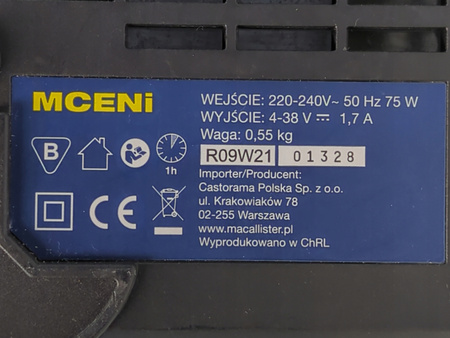 MCENi
WEJŚCIE: 220-240V~ 50 Hz 75 W
WYJŚCIE: 4-38 V ⎓ 1,7 A
Waga: 0,55 kg
R09W21 01328
B
1h
CE
Importer/Producent:
Castorama Polska Sp. z o.o.
ul. Krakowiaków 78
02-255 Warszawa
www.macallister.pl
Wyprodukowano w ChRL